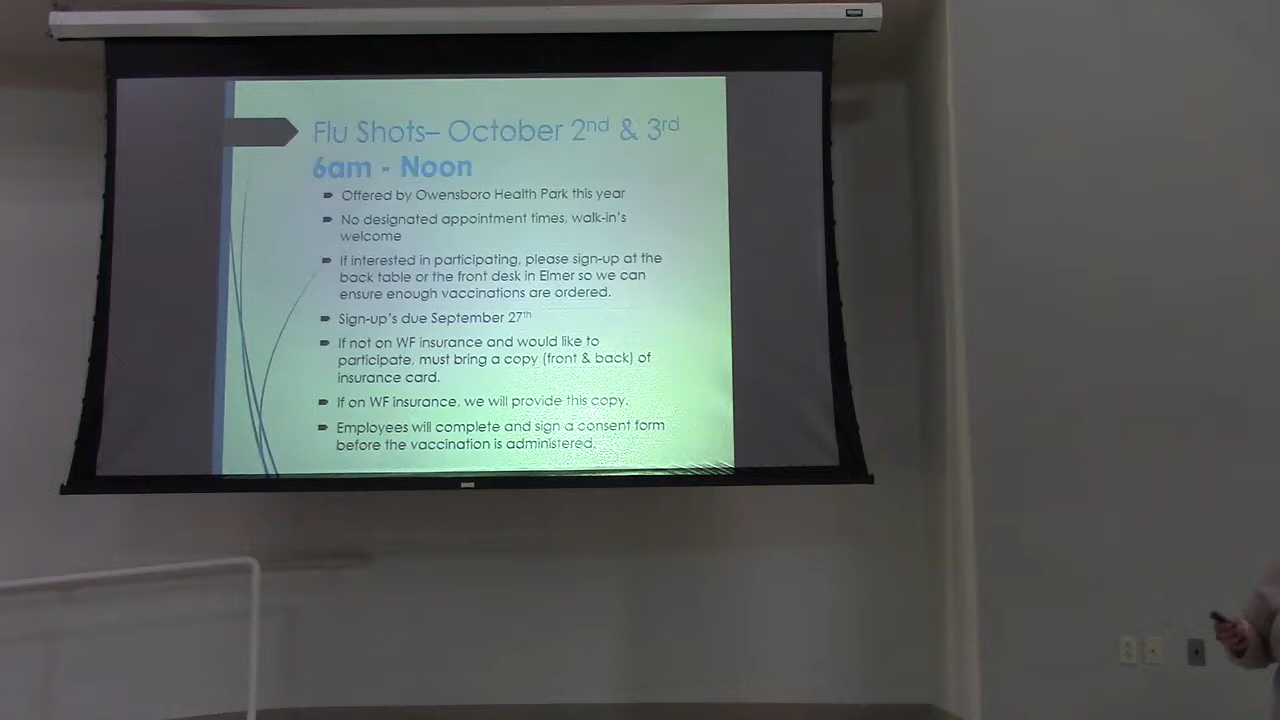 Flu Shots– October 2nd & 3rd
6am - Noon
Offered by Owensboro Health Park this year
No designated appointment times, walk-in's
welcome
If interested in participating, please sign-up at the
back table or the front desk in Elmer so we can
ensure enough vaccinations are ordered.
Sign-up's due September 27th
If not on WF insurance and would like to
participate, must bring a copy (front & back) of
insurance card.
If on WF insurance, we will provide this copy.
Employees will complete and sign a consent form
before the vaccination is administered.